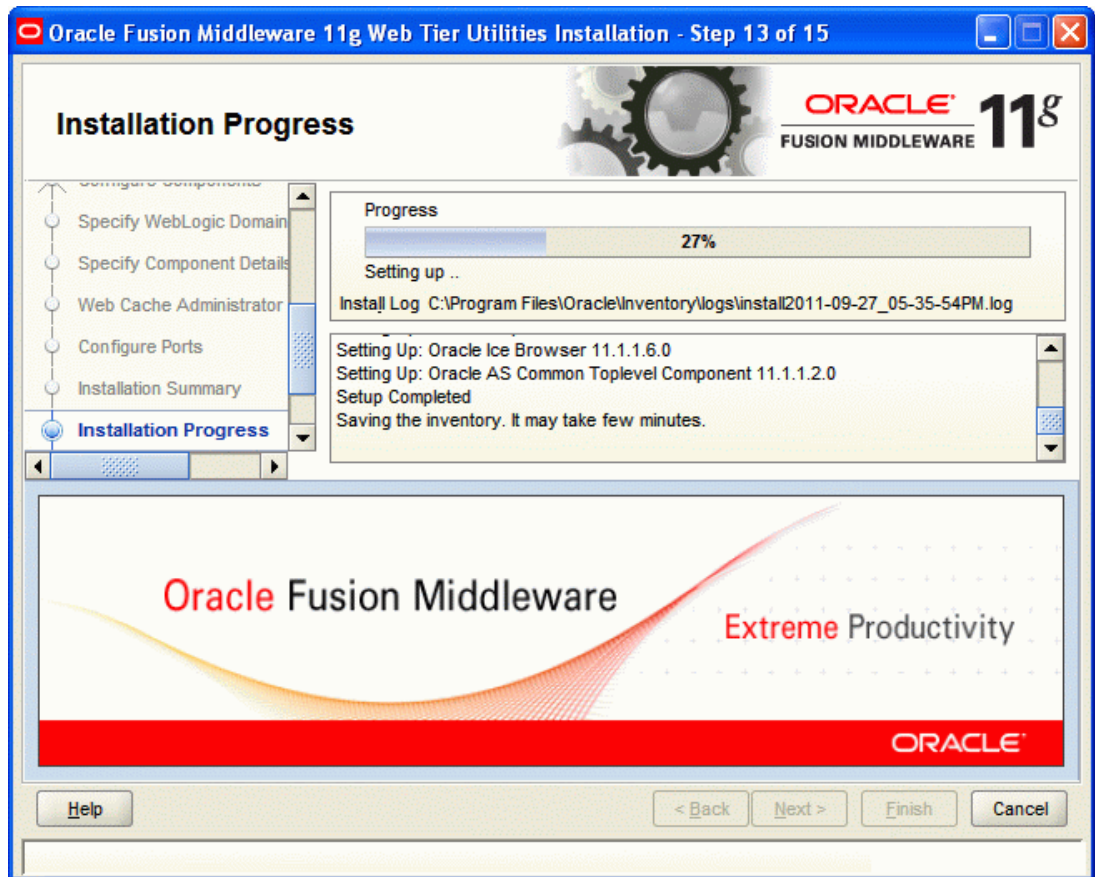 Oracle Fusion Middleware 11g Web Tier Utilities Installation - Step 13 of 15
Installation Progress
ORACLE
FUSION MIDDLEWARE
11g
Configure Components
Specify WebLogic Domain
Specify Component Details
Web Cache Administrator
Configure Ports
Installation Summary
Installation Progress
Progress
27%
Setting up ..
Install Log C:\Program Files\Oracle\Inventory\logs\install2011-09-27_05-35-54PM.log
Setting Up: Oracle Ice Browser 11.1.1.6.0
Setting Up: Oracle AS Common Toplevel Component 11.1.1.2.0
Setup Completed
Saving the inventory. It may take few minutes.
Oracle Fusion Middleware
Extreme Productivity
ORACLE
Help
< Back
Next >
Finish
Cancel